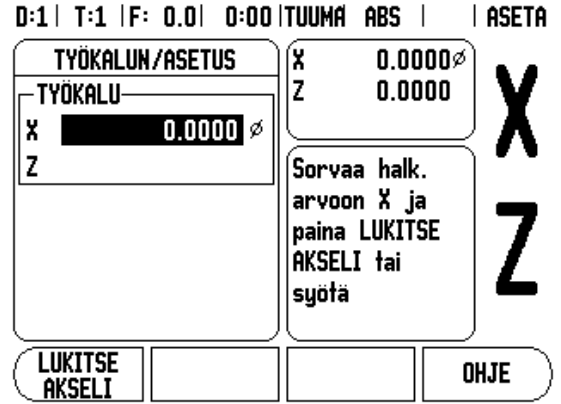 D:1 | T:1 | F: 0.0 | 0:00 | TUUMA ABS | | ASETA
TYÖKALUN/ASETUS
TYÖKALU
X 0.0000 ∅
Z
X 0.0000 ∅
Z 0.0000
Sorvaa halk.
arvoon X ja
paina LUKITSE
AKSELI tai
syötä
X
Z
LUKITSE
AKSELI
OHJE